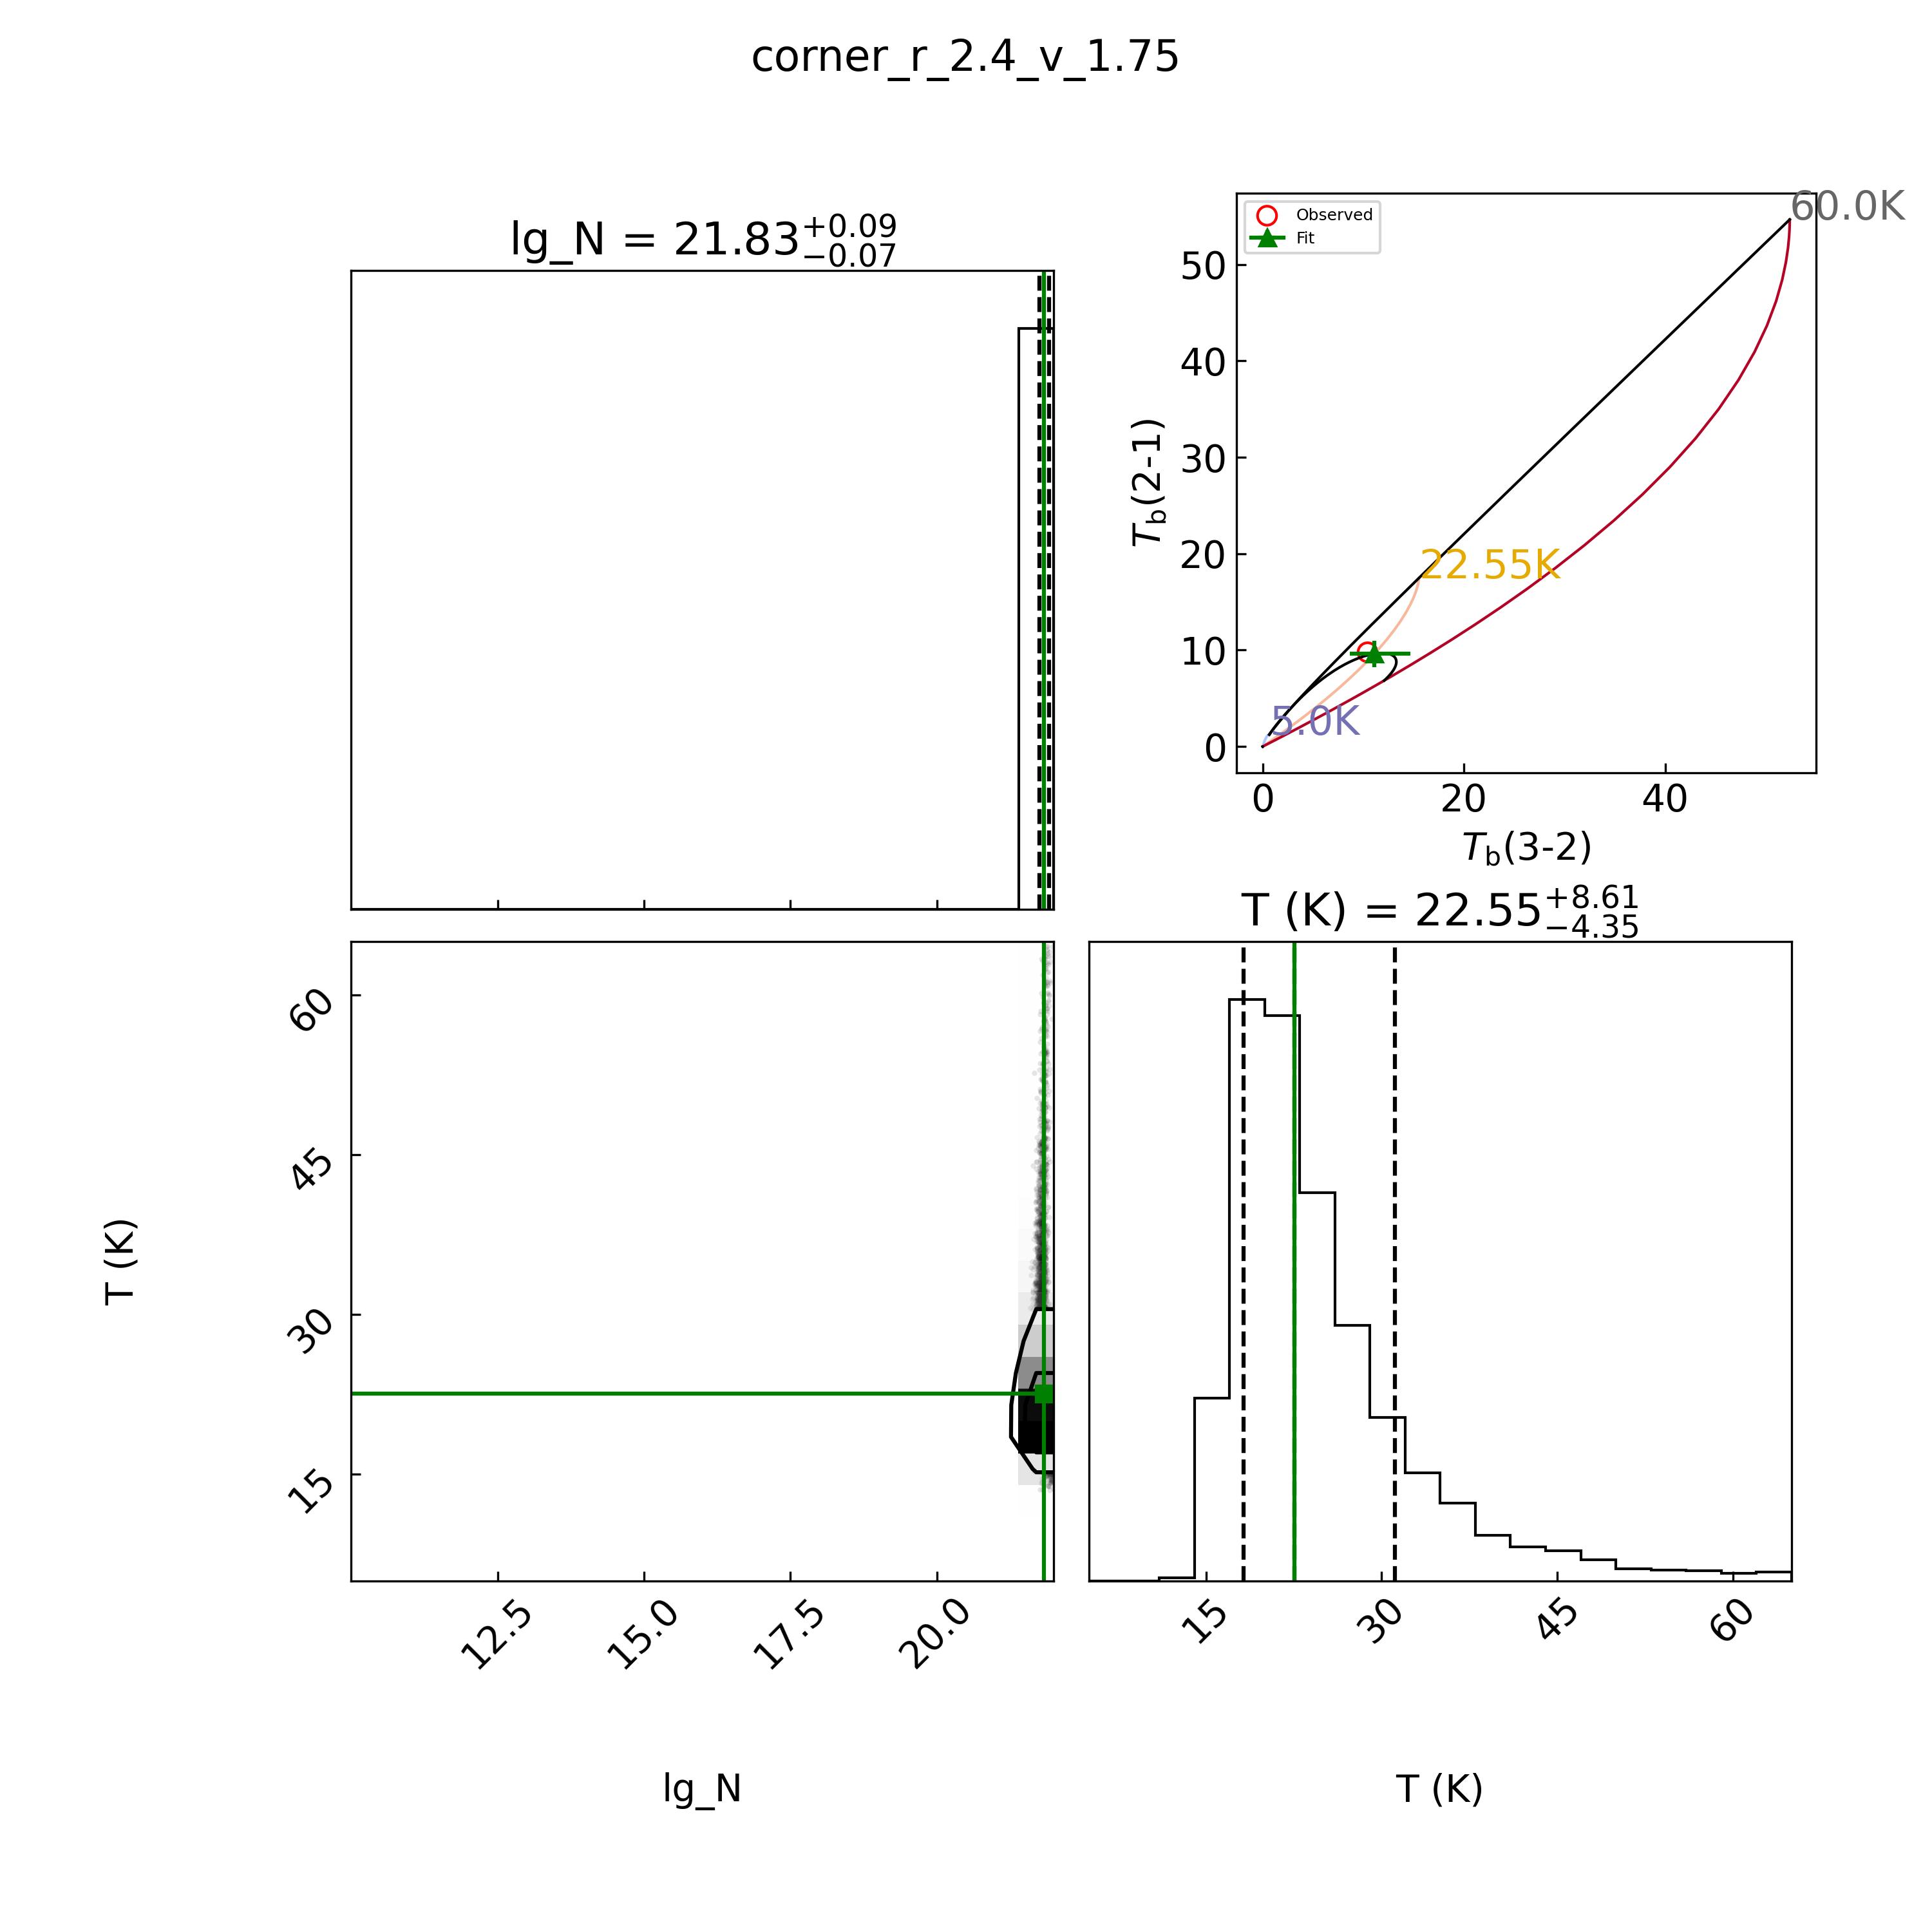 corner_r_2.4_v_1.75
lg_N = 21.83 +0.09 −0.07
60.0K
Observed
Fit
50
40
30
20
10
0
T_b(2-1)
22.55K
5.0K
0 20 40
T_b(3-2)
T (K) = 22.55 +8.61 −4.35
60
45
30
15
T (K)
12.5 15.0 17.5 20.0
15 30 45 60
lg_N
T (K)